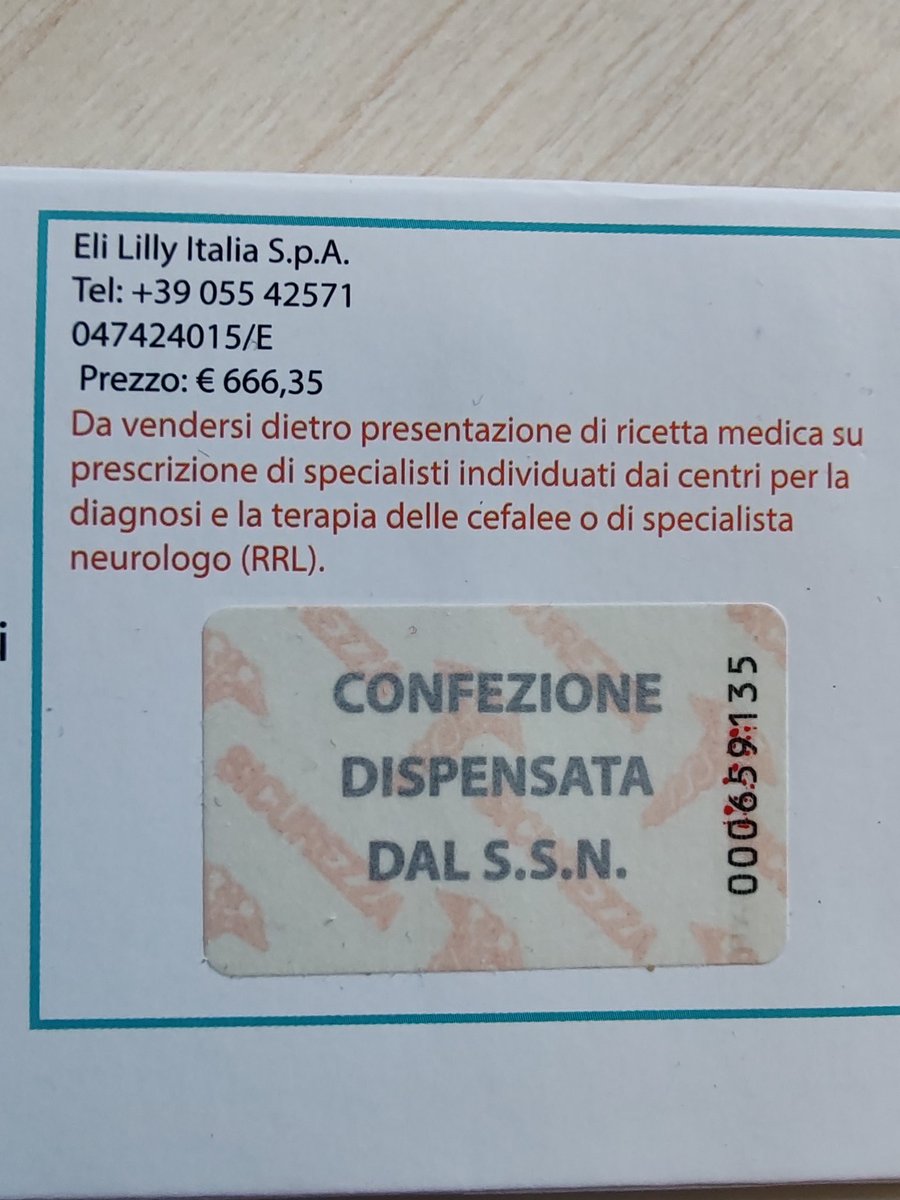 Eli Lilly Italia S.p.A.
Tel: +39 055 42571
047424015/E
Prezzo: € 666,35
Da vendersi dietro presentazione di ricetta medica su
prescrizione di specialisti individuati dai centri per la
diagnosi e la terapia delle cefalee o di specialista
neurologo (RRL).
i
CONFEZIONE
DISPENSATA
DAL S.S.N.
000659135
SICUREZZA